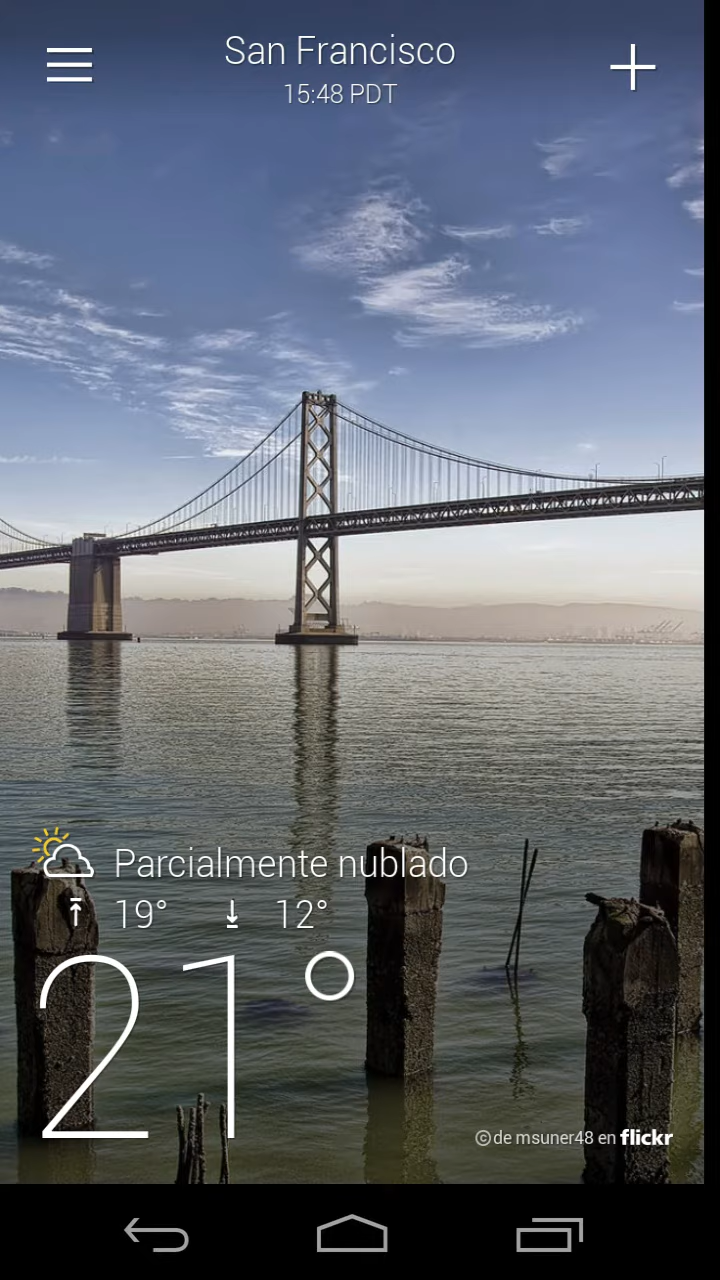 San Francisco
15:48 PDT
Parcialmente nublado
19° 12°
21°
©de msuner48 en flickr